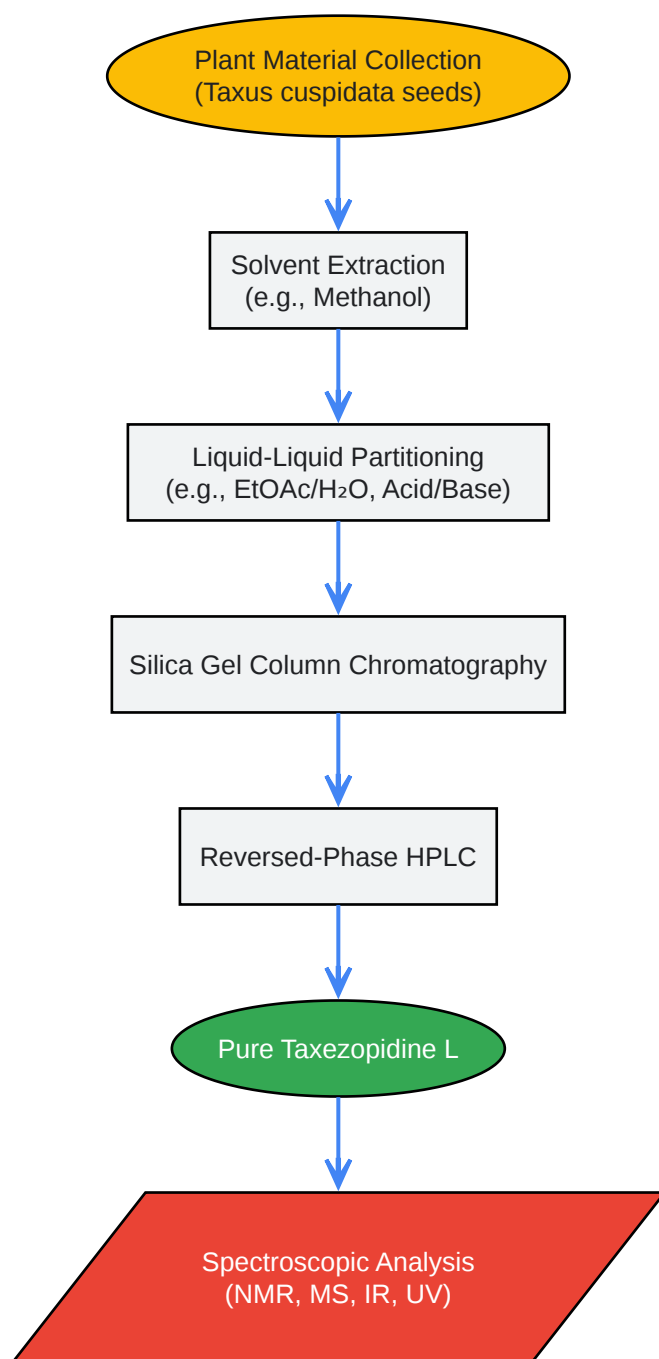 Plant Material Collection
(Taxus cuspidata seeds)
Solvent Extraction
(e.g., Methanol)
Liquid-Liquid Partitioning
(e.g., EtOAc/H₂O, Acid/Base)
Silica Gel Column Chromatography
Reversed-Phase HPLC
Pure Taxezopidine L
Spectroscopic Analysis
(NMR, MS, IR, UV)